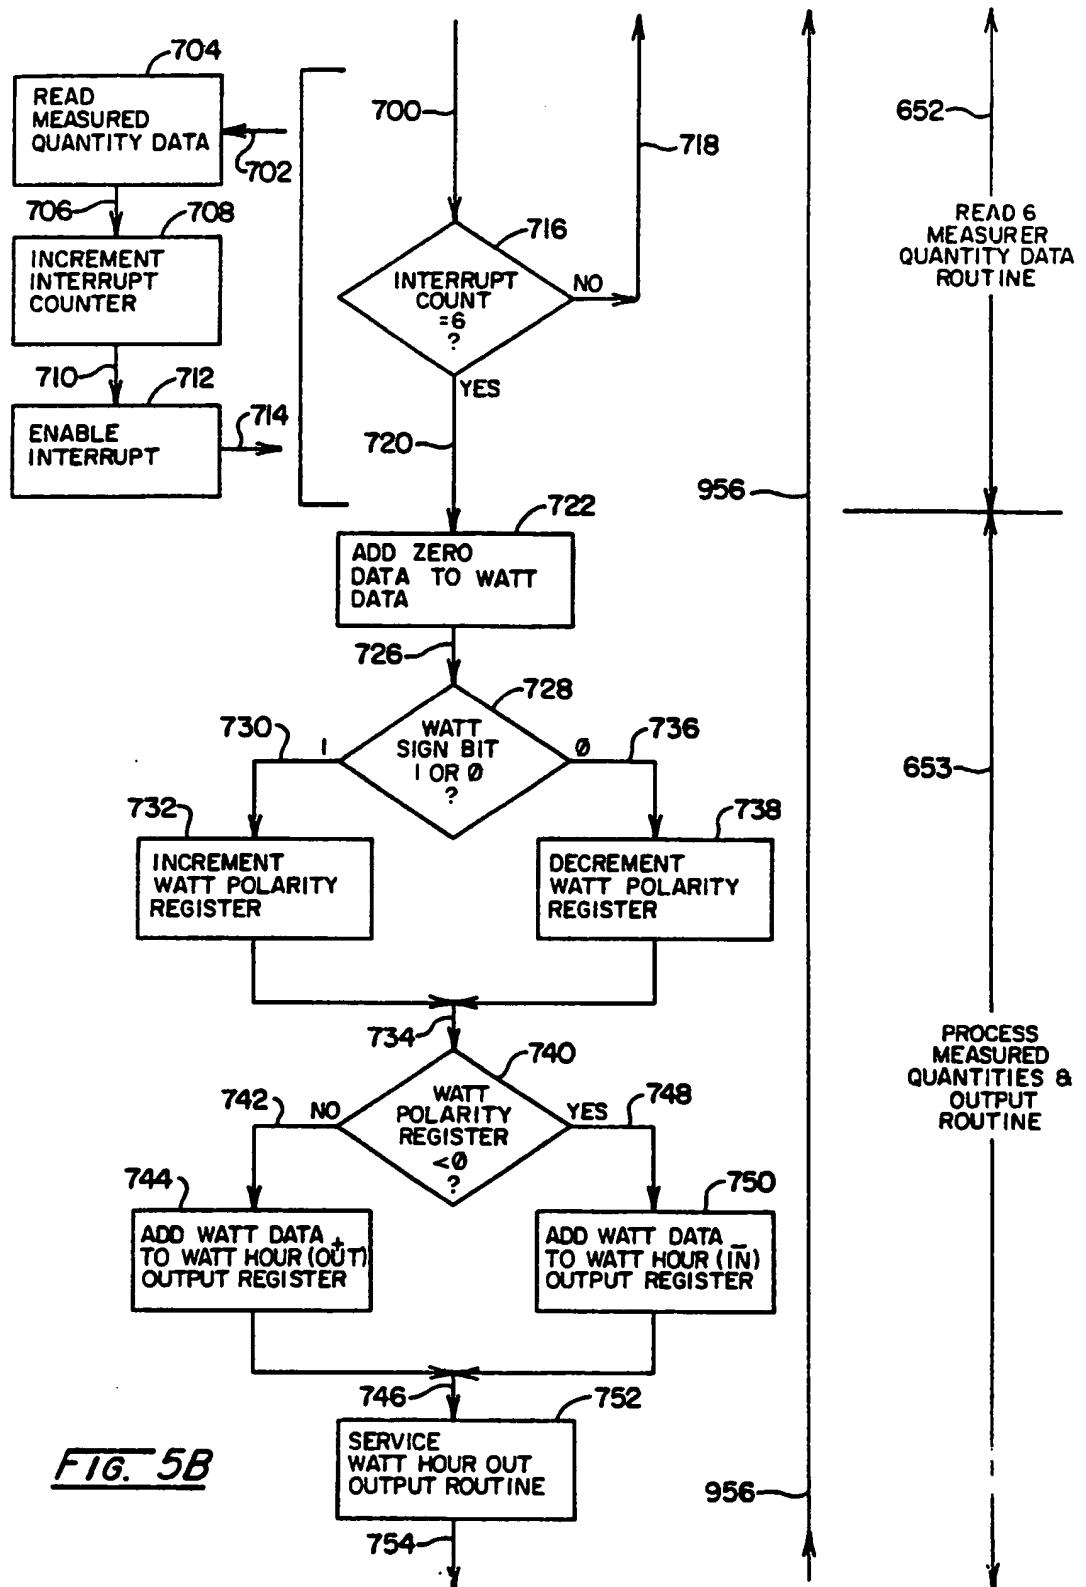 704
READ
MEASURED
QUANTITY DATA
702
706
708
INCREMENT
INTERRUPT
COUNTER
710
712
ENABLE
INTERRUPT
714
700
718
716
INTERRUPT
COUNT
=6
?
NO
YES
720
722
ADD ZERO
DATA TO WATT
DATA
726
728
WATT
SIGN BIT
1 OR Ø
?
730
1
Ø
736
732
INCREMENT
WATT POLARITY
REGISTER
738
DECREMENT
WATT POLARITY
REGISTER
734
740
WATT
POLARITY
REGISTER
<Ø
?
742
NO
YES
748
744
ADD WATT DATA
+
TO WATT HOUR (OUT)
OUTPUT REGISTER
750
ADD WATT DATA
–
TO WATT HOUR (IN)
OUTPUT REGISTER
746
752
SERVICE
WATT HOUR OUT
OUTPUT ROUTINE
754
956
956
652
READ 6
MEASURER
QUANTITY DATA
ROUTINE
653
PROCESS
MEASURED
QUANTITIES &
OUTPUT
ROUTINE
FIG. 5B